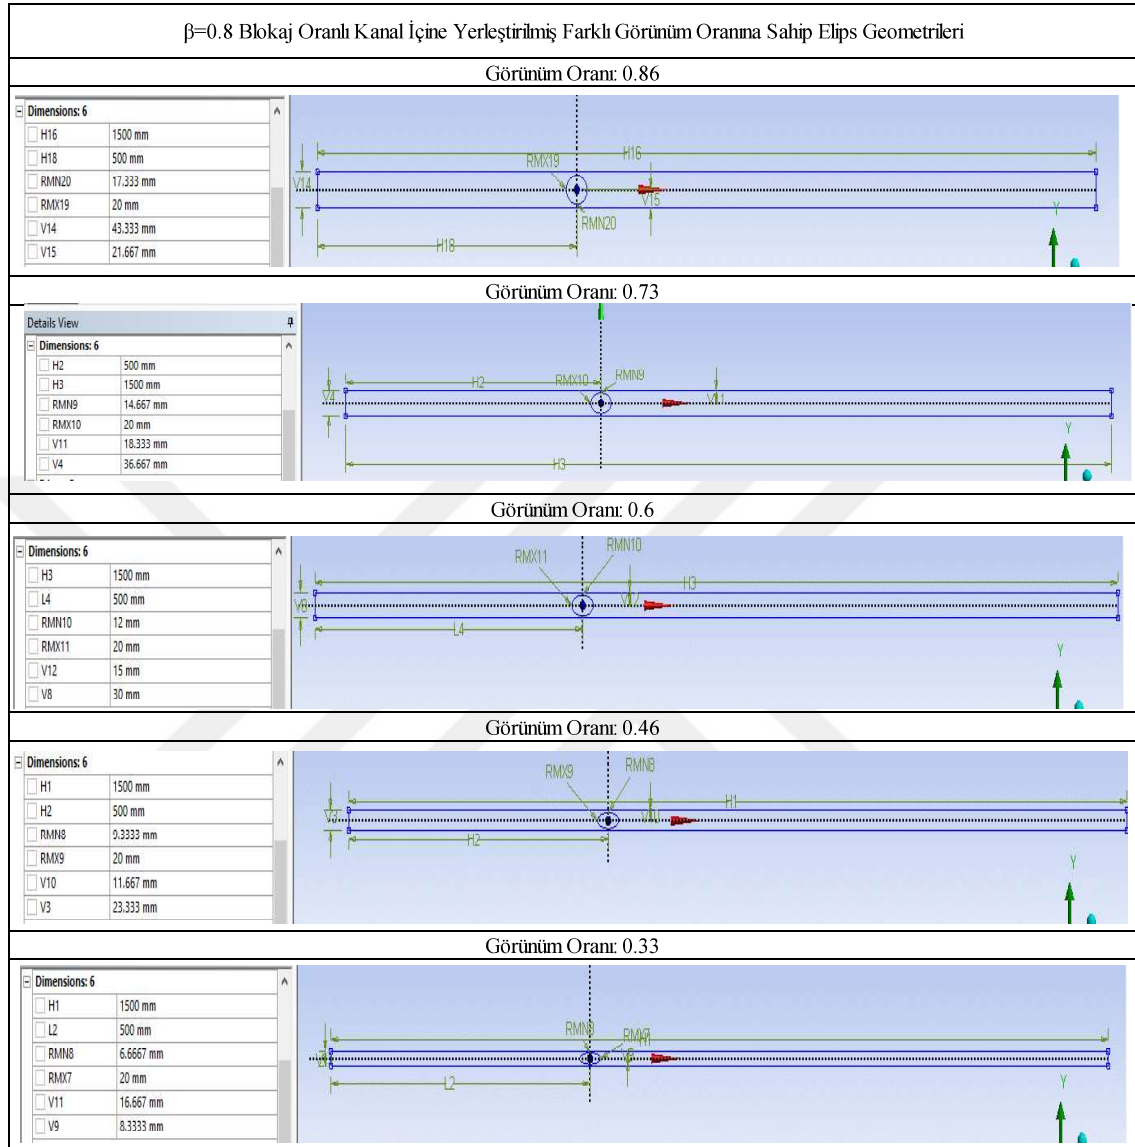 β=0.8 Blokaj Oranlı Kanal İçine Yerleştirilmiş Farklı Görünüm Oranına Sahip Elips Geometrileri
Görünüm Oranı: 0.86
Dimensions: 6
H16 1500 mm
H18 500 mm
RMN20 17.333 mm
RMX19 20 mm
V14 43.333 mm
V15 21.667 mm
RMX19
H16
V14
V15
RMN20
H18
Y
Görünüm Oranı: 0.73
Details View
Dimensions: 6
H2 500 mm
H3 1500 mm
RMN9 14.667 mm
RMX10 20 mm
V11 18.333 mm
V4 36.667 mm
H2
RMX10
RMN9
V4
V11
H3
Y
Görünüm Oranı: 0.6
Dimensions: 6
H3 1500 mm
L4 500 mm
RMN10 12 mm
RMX11 20 mm
V12 15 mm
V8 30 mm
RMN10
RMX11
H3
V8
V12
L4
Y
Görünüm Oranı: 0.46
Dimensions: 6
H1 1500 mm
H2 500 mm
RMN8 9.3333 mm
RMX9 20 mm
V10 11.667 mm
V3 23.333 mm
RMX9
RMN8
H1
V3
V10
H2
Y
Görünüm Oranı: 0.33
Dimensions: 6
H1 1500 mm
L2 500 mm
RMN8 6.6667 mm
RMX7 20 mm
V11 16.667 mm
V9 8.3333 mm
RMN8
RMX7
H1
L2
Y